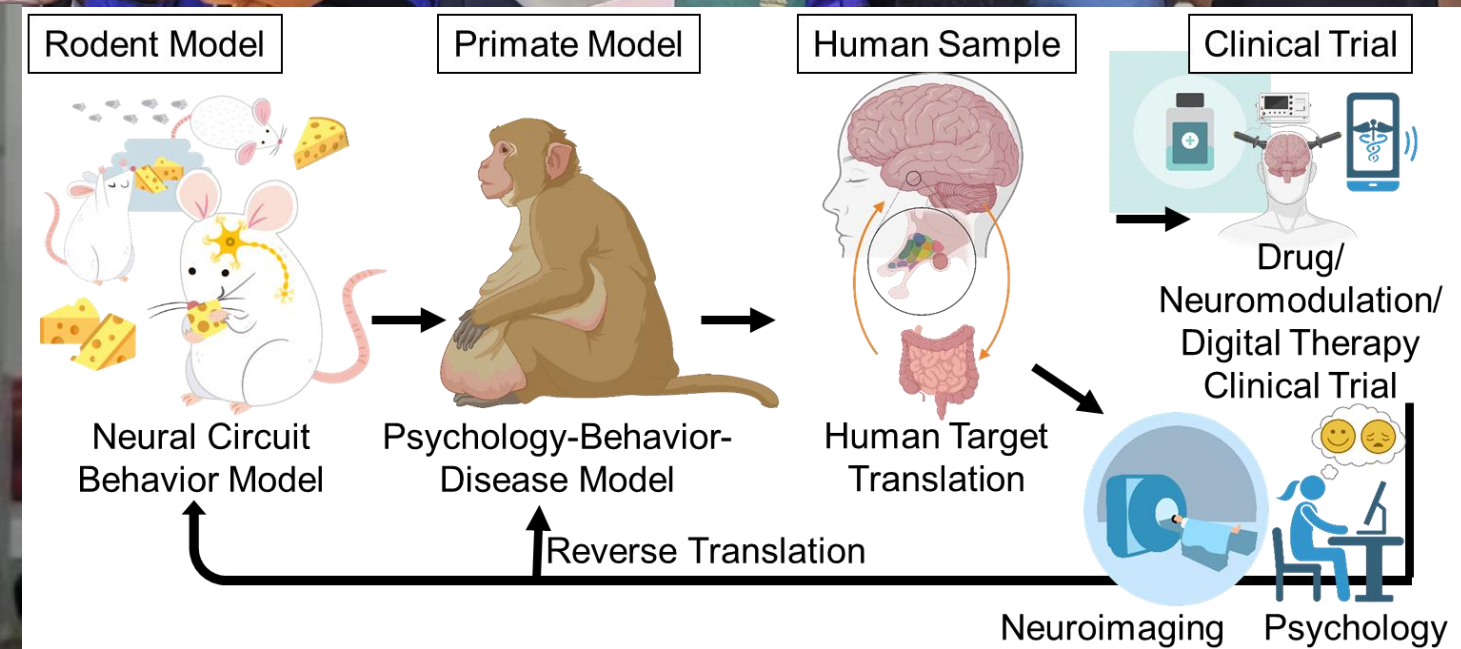 Rodent Model
Primate Model
Human Sample
Clinical Trial
Neural Circuit
Behavior Model
Psychology-Behavior-
Disease Model
Human Target
Translation
Drug/
Neuromodulation/
Digital Therapy
Clinical Trial
Reverse Translation
Neuroimaging
Psychology